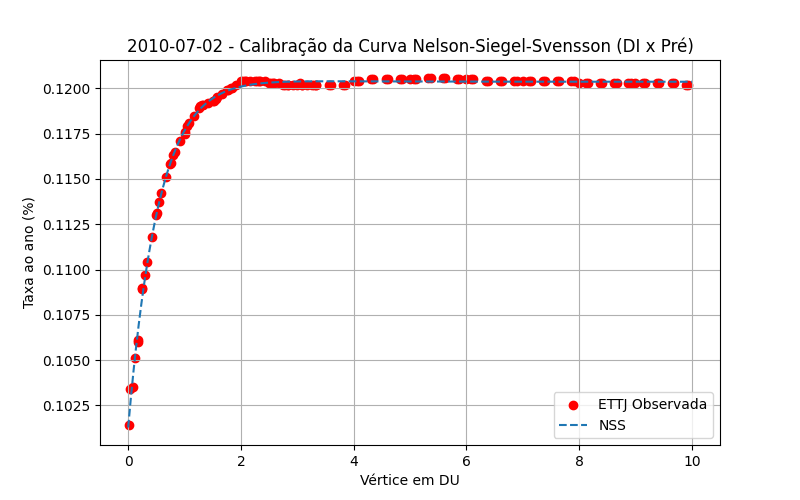 2010-07-02 - Calibração da Curva Nelson-Siegel-Svensson (DI x Pré)
Taxa ao ano (%)
0.1200
0.1175
0.1150
0.1125
0.1100
0.1075
0.1050
0.1025
ETTJ Observada
NSS
0 2 4 6 8 10
Vértice em DU